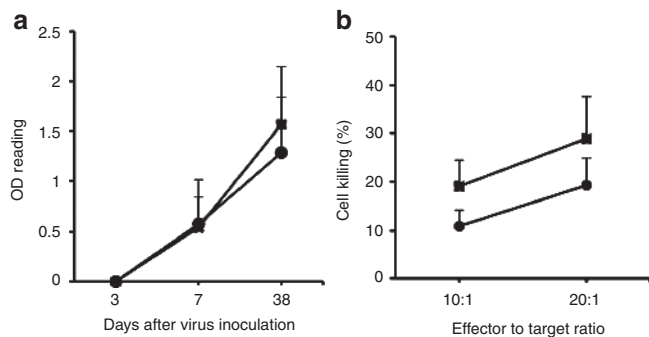 a
2.5
2
1.5
1
0.5
0
OD reading
3 7 38
Days after virus inoculation
b
50
40
30
20
10
0
Cell killing (%)
10:1 20:1
Effector to target ratio